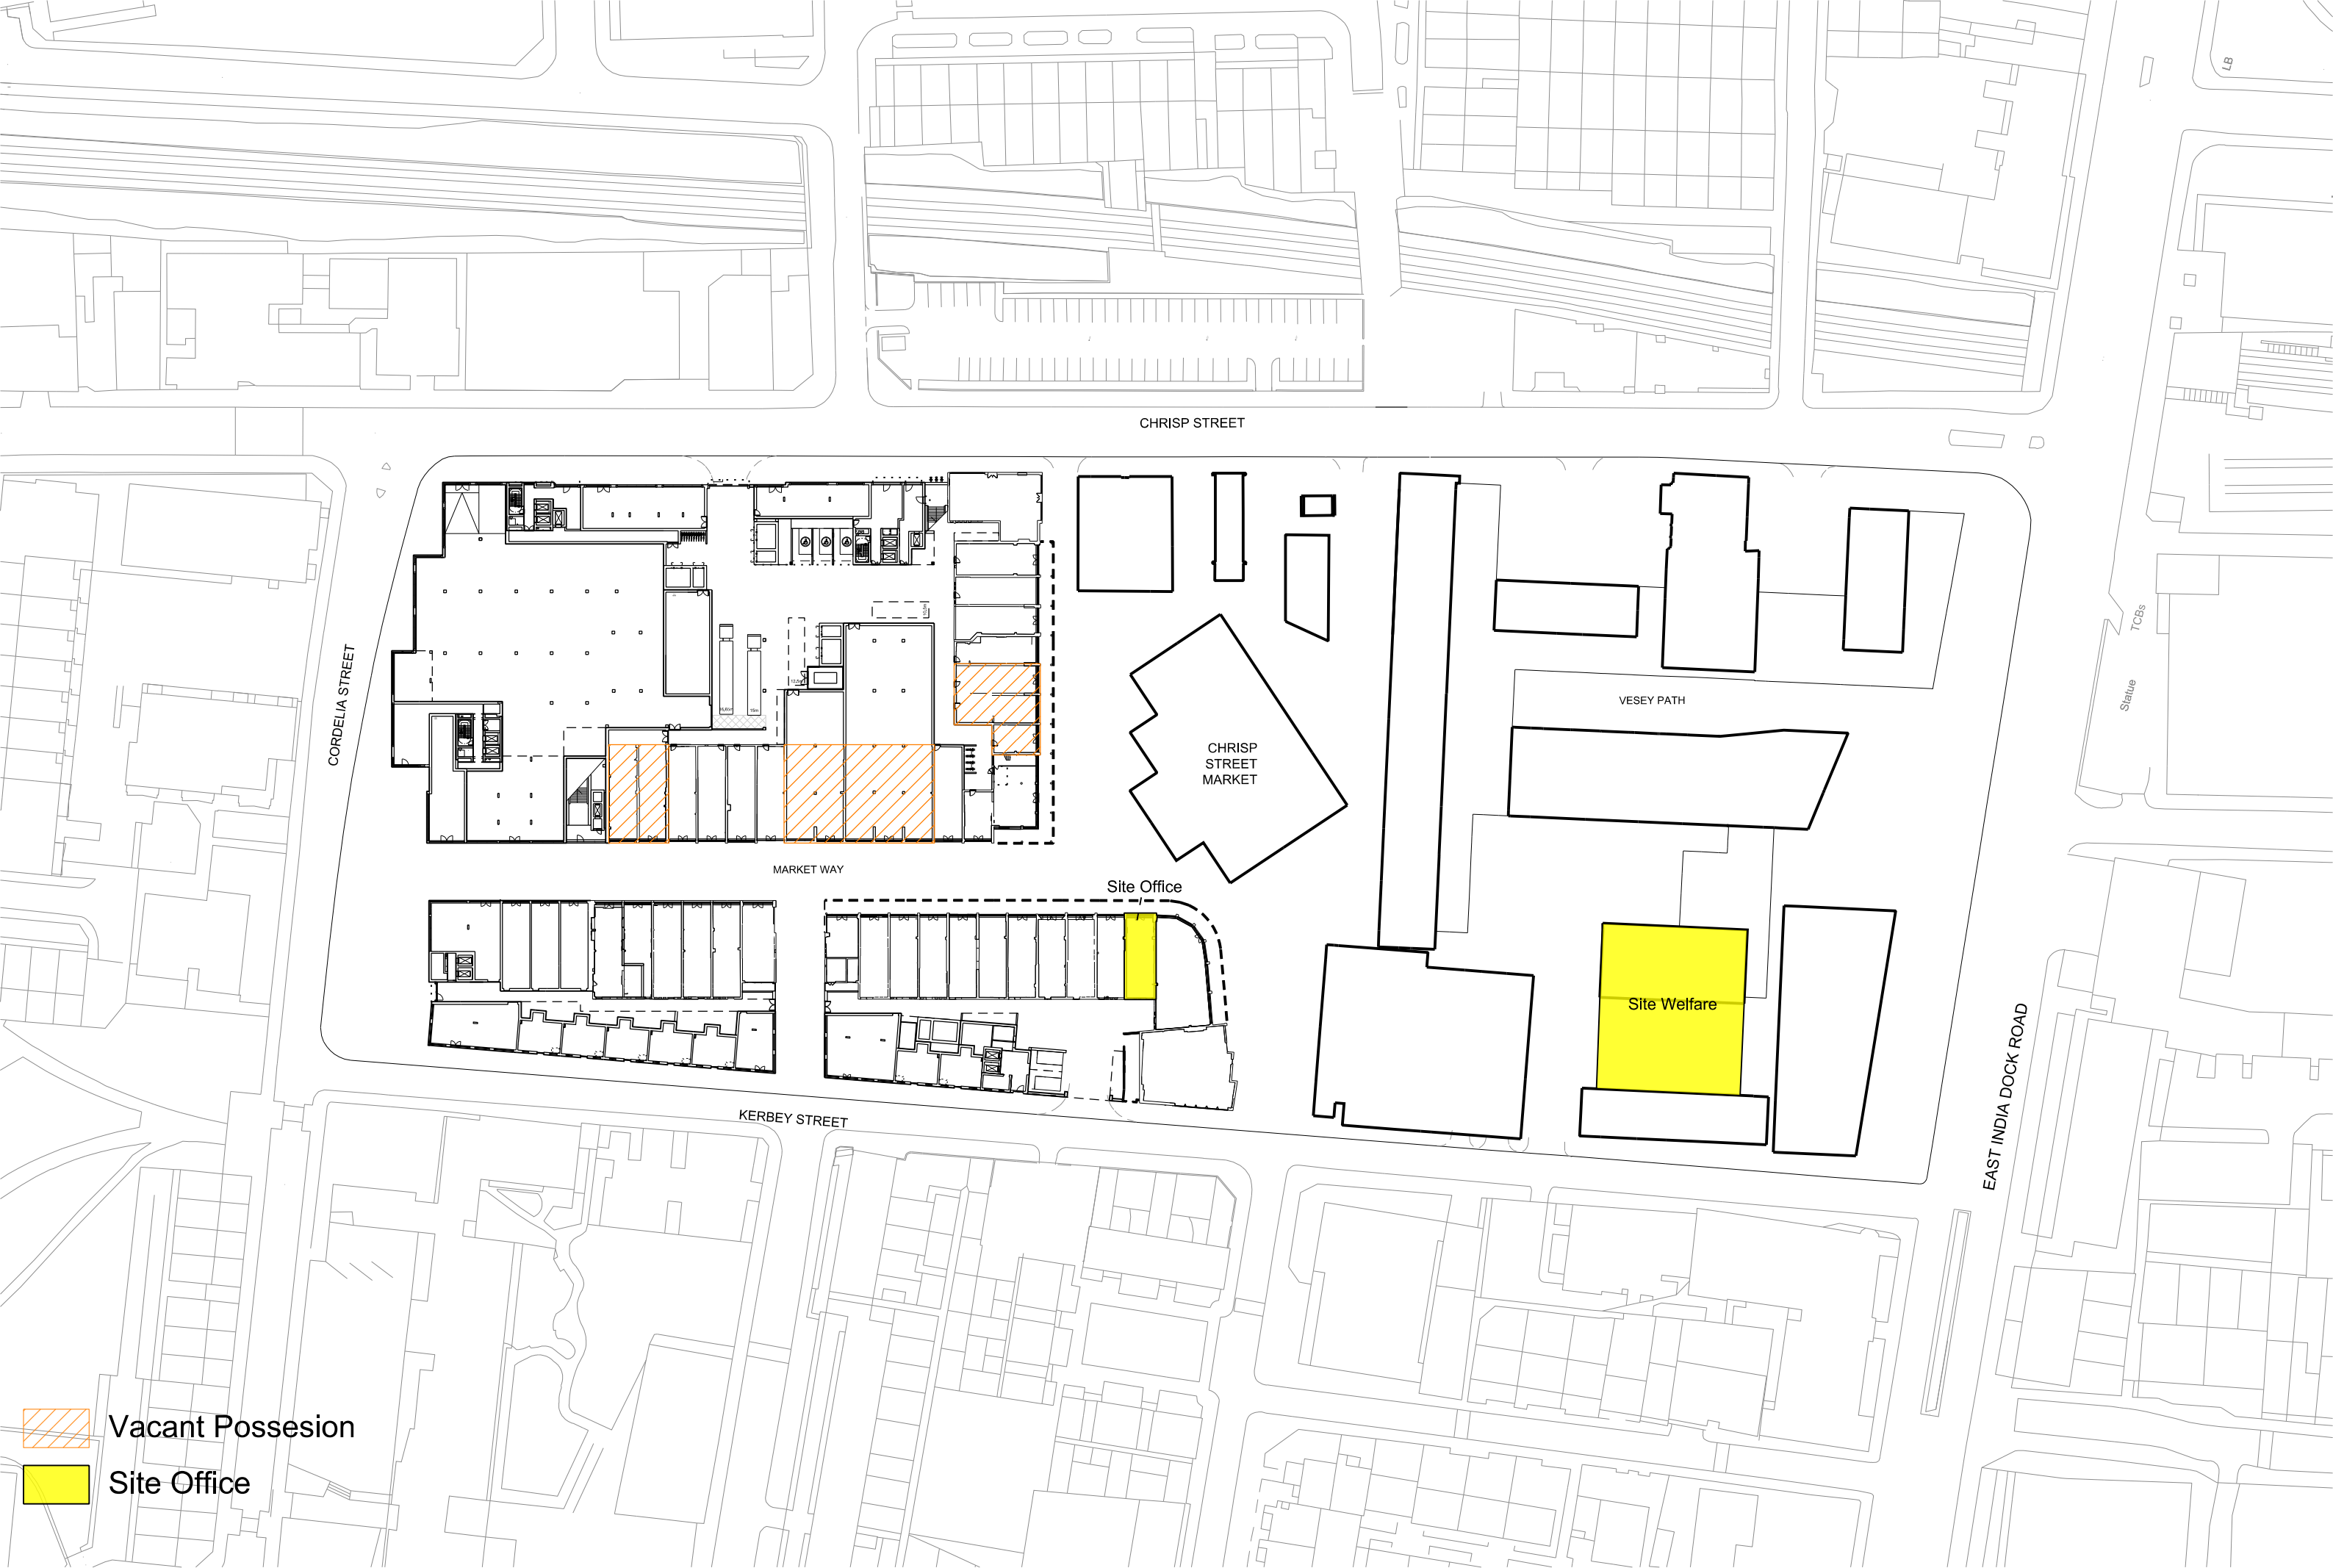 LB
CHRISP STREET
TCBs
CORDELIA STREET
Statue
VESEY PATH
CHRISP
STREET
MARKET
MARKET WAY
Site Office
Site Welfare
EAST INDIA DOCK ROAD
KERBEY STREET
Vacant Possesion
Site Office